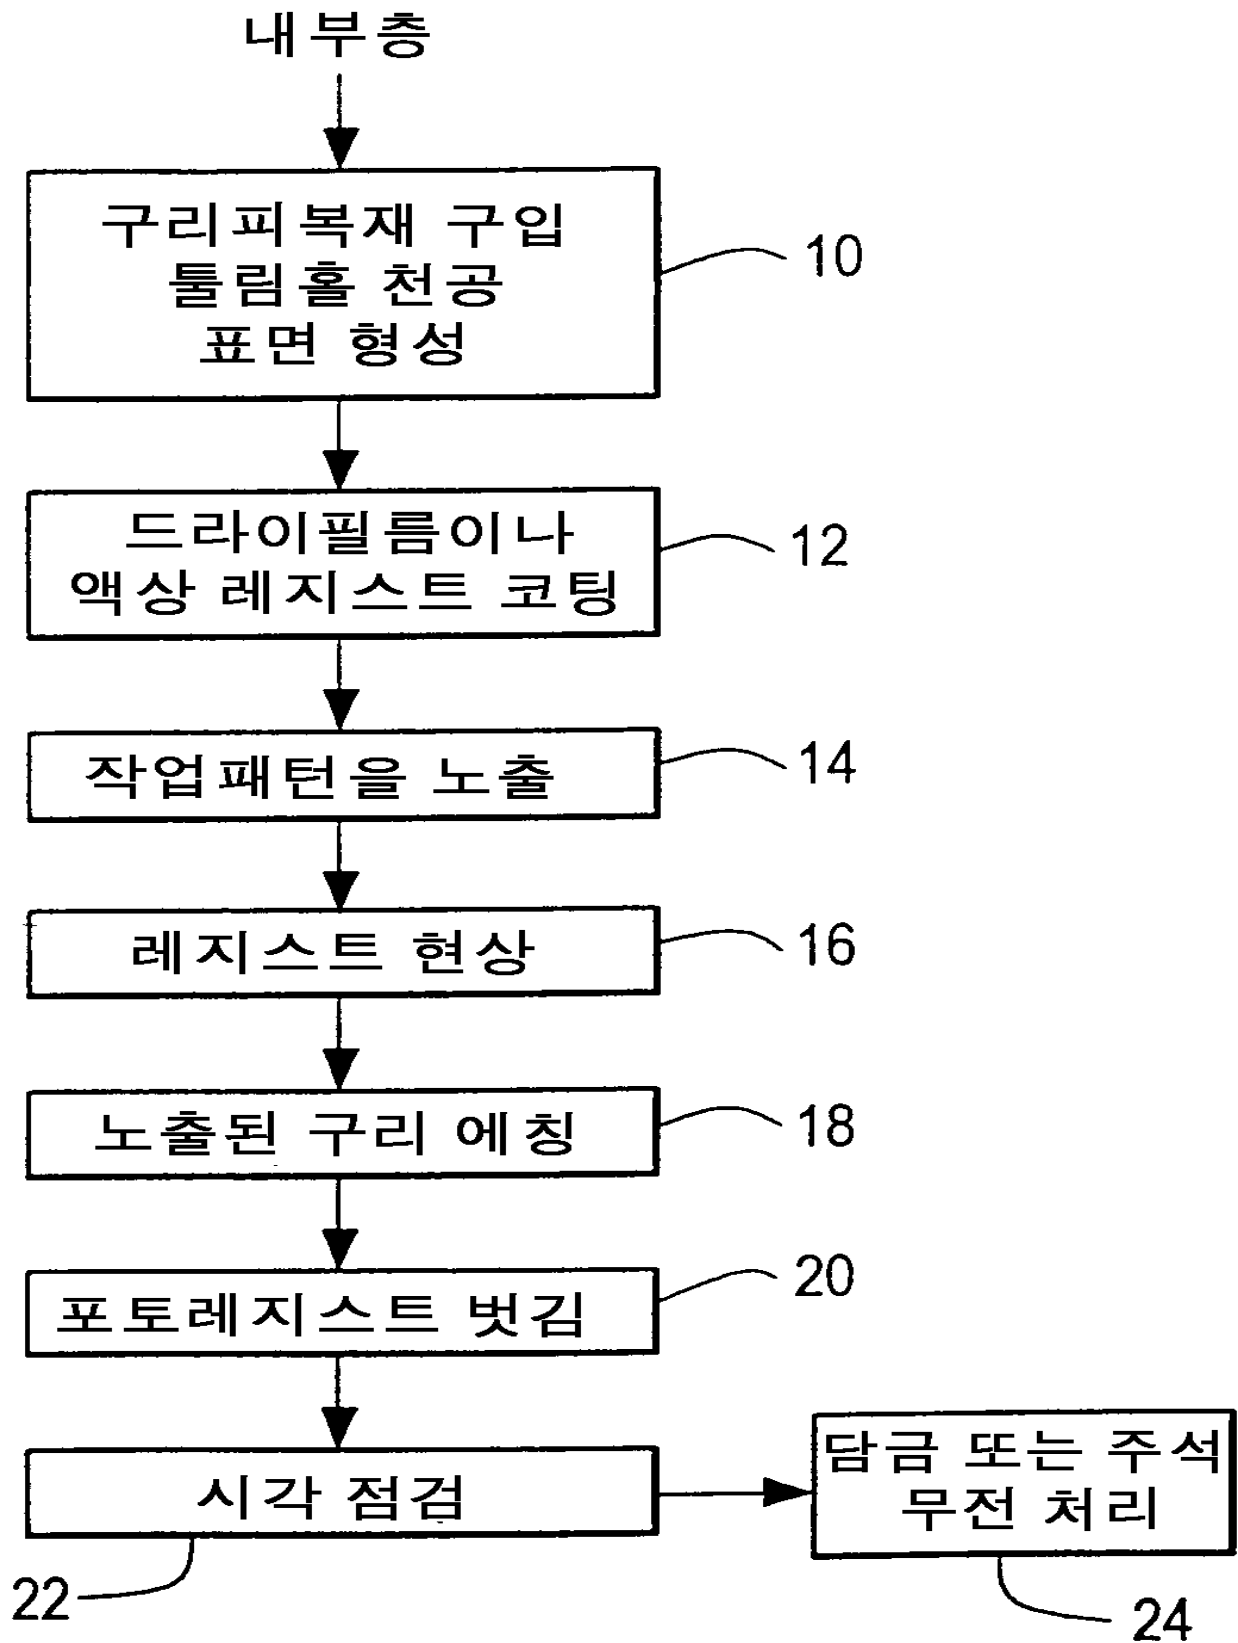 내부층
구리피복재 구입
툴림홀 천공
표면 형성
10
드라이필름이나
액상 레지스트 코팅
12
작업패턴을 노출
14
레지스트 현상
16
노출된 구리 에칭
18
포토레지스트 벗김
20
시각 점검
22
담금 또는 주석
무전 처리
24